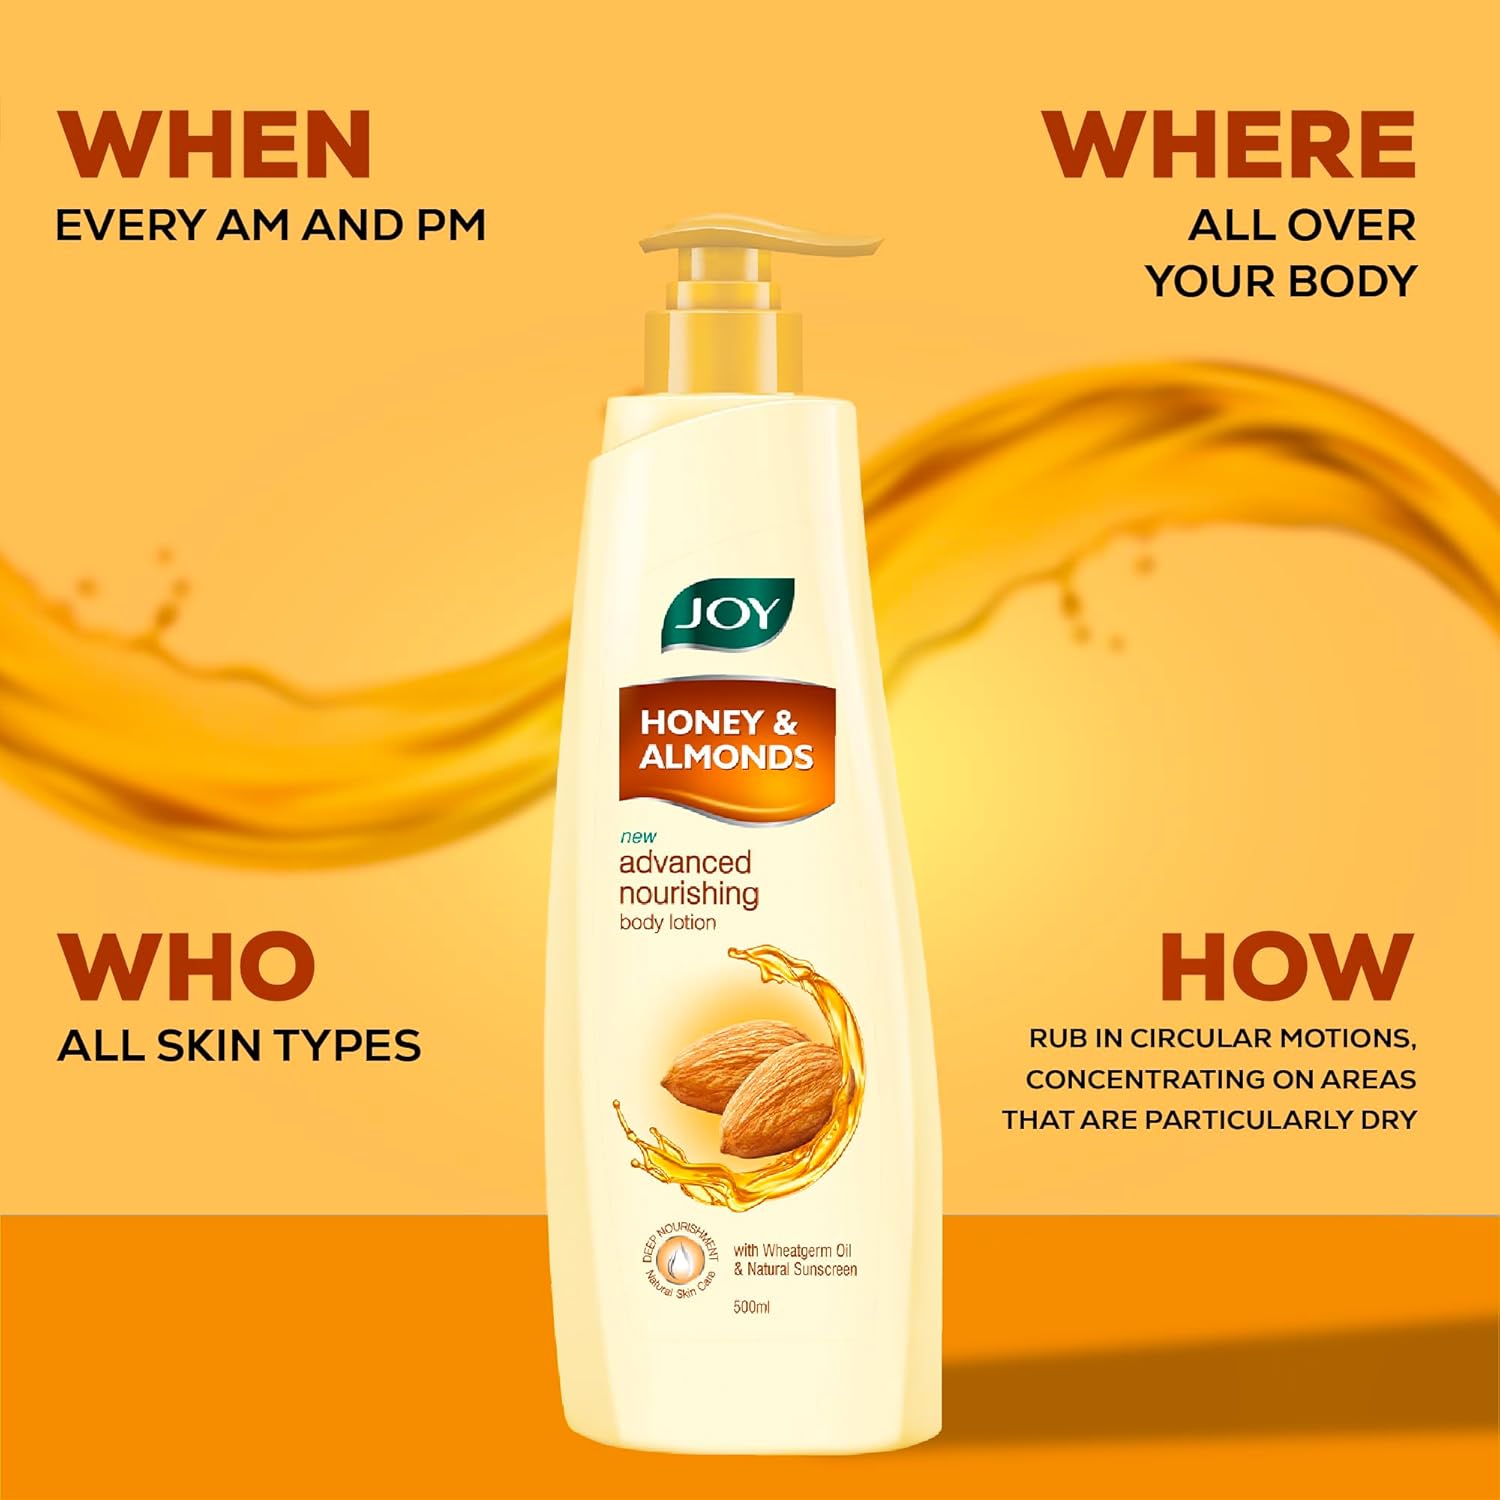 WHEN
EVERY AM AND PM
WHERE
ALL OVER
YOUR BODY
JOY
HONEY &
ALMONDS
new
advanced
nourishing
body lotion
WHO
ALL SKIN TYPES
HOW
RUB IN CIRCULAR MOTIONS,
CONCENTRATING ON AREAS
THAT ARE PARTICULARLY DRY
DEEP NOURISHMENT
Natural Skin Care
with Wheatgerm Oil
& Natural Sunscreen
500ml